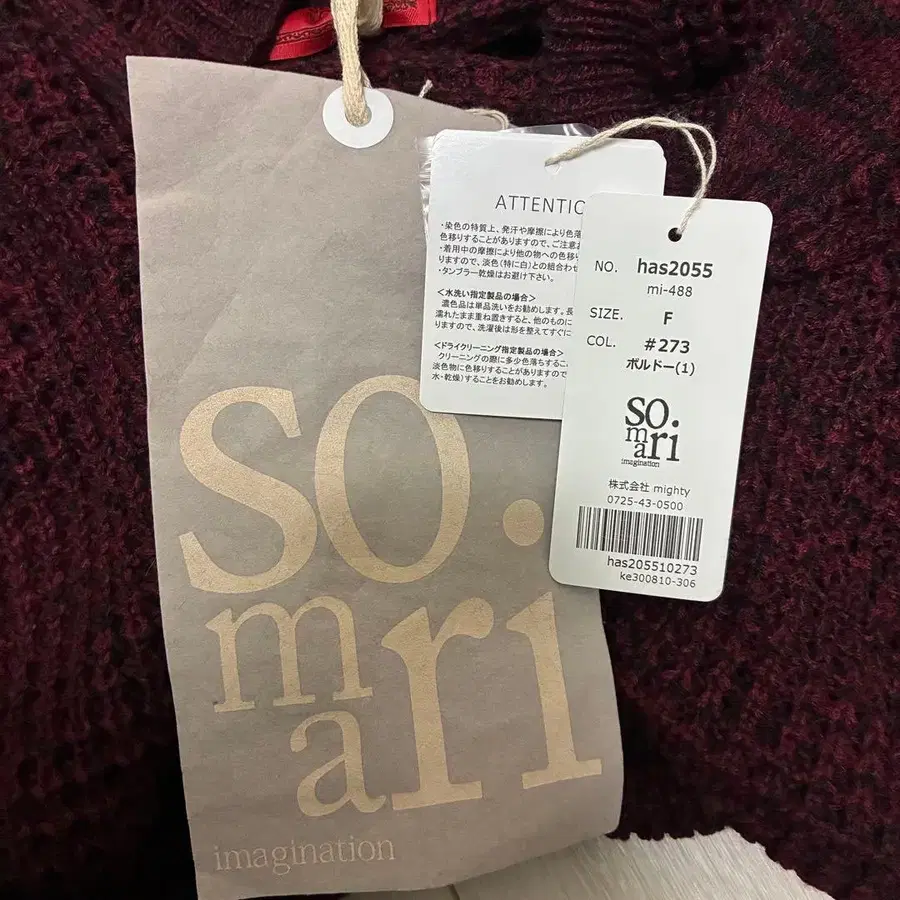 so.
m
ari
imagination
ATTENTIO
・染色の特質上、発汗や摩擦により色落
色移りすることがありますので、ご注意お
・着用中の摩擦により他の物への色移り
りますので、淡色(特に白)との組合わせ
・タンブラー乾燥はお避け下さい。
<水洗い指定製品の場合>
濃色品は単品洗いをお勧めします。長
濡れたまま重ね置きすると、他のものに
りますので、洗濯後は形を整えてすぐに
<ドライクリーニング指定製品の場合>
クリーニングの際に多少色落ちするこ
淡色物に色移りすることがありますので
水・乾燥)することをお勧めします。
NO. has2055
mi-488
SIZE. F
COL. #273
ボルドー(1)
so.
m
ari
imagination
株式会社 mighty
0725-43-0500
has205510273
ke300810-306